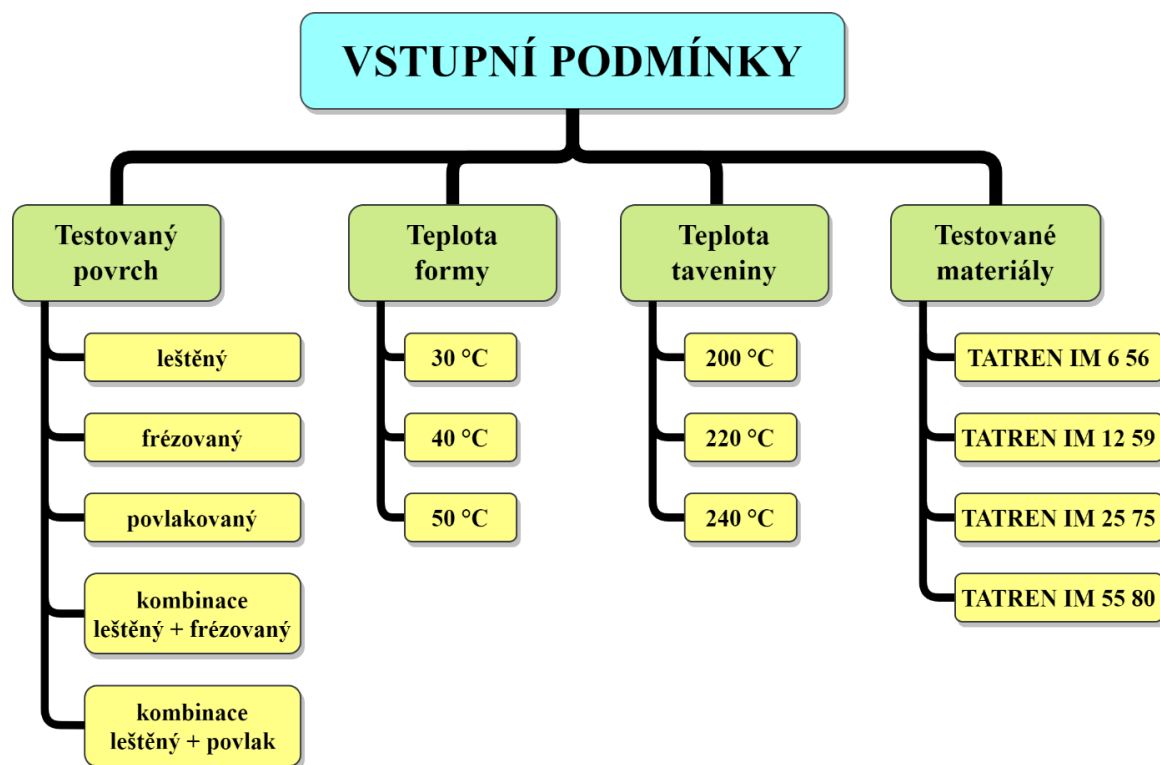 VSTUPNÍ PODMÍNKY
Testovaný
povrch
leštěný
frézovaný
povlakovaný
kombinace
leštěný + frézovaný
kombinace
leštěný + povlak
Teplota
formy
30 °C
40 °C
50 °C
Teplota
taveniny
200 °C
220 °C
240 °C
Testované
materiály
TATREN IM 6 56
TATREN IM 12 59
TATREN IM 25 75
TATREN IM 55 80